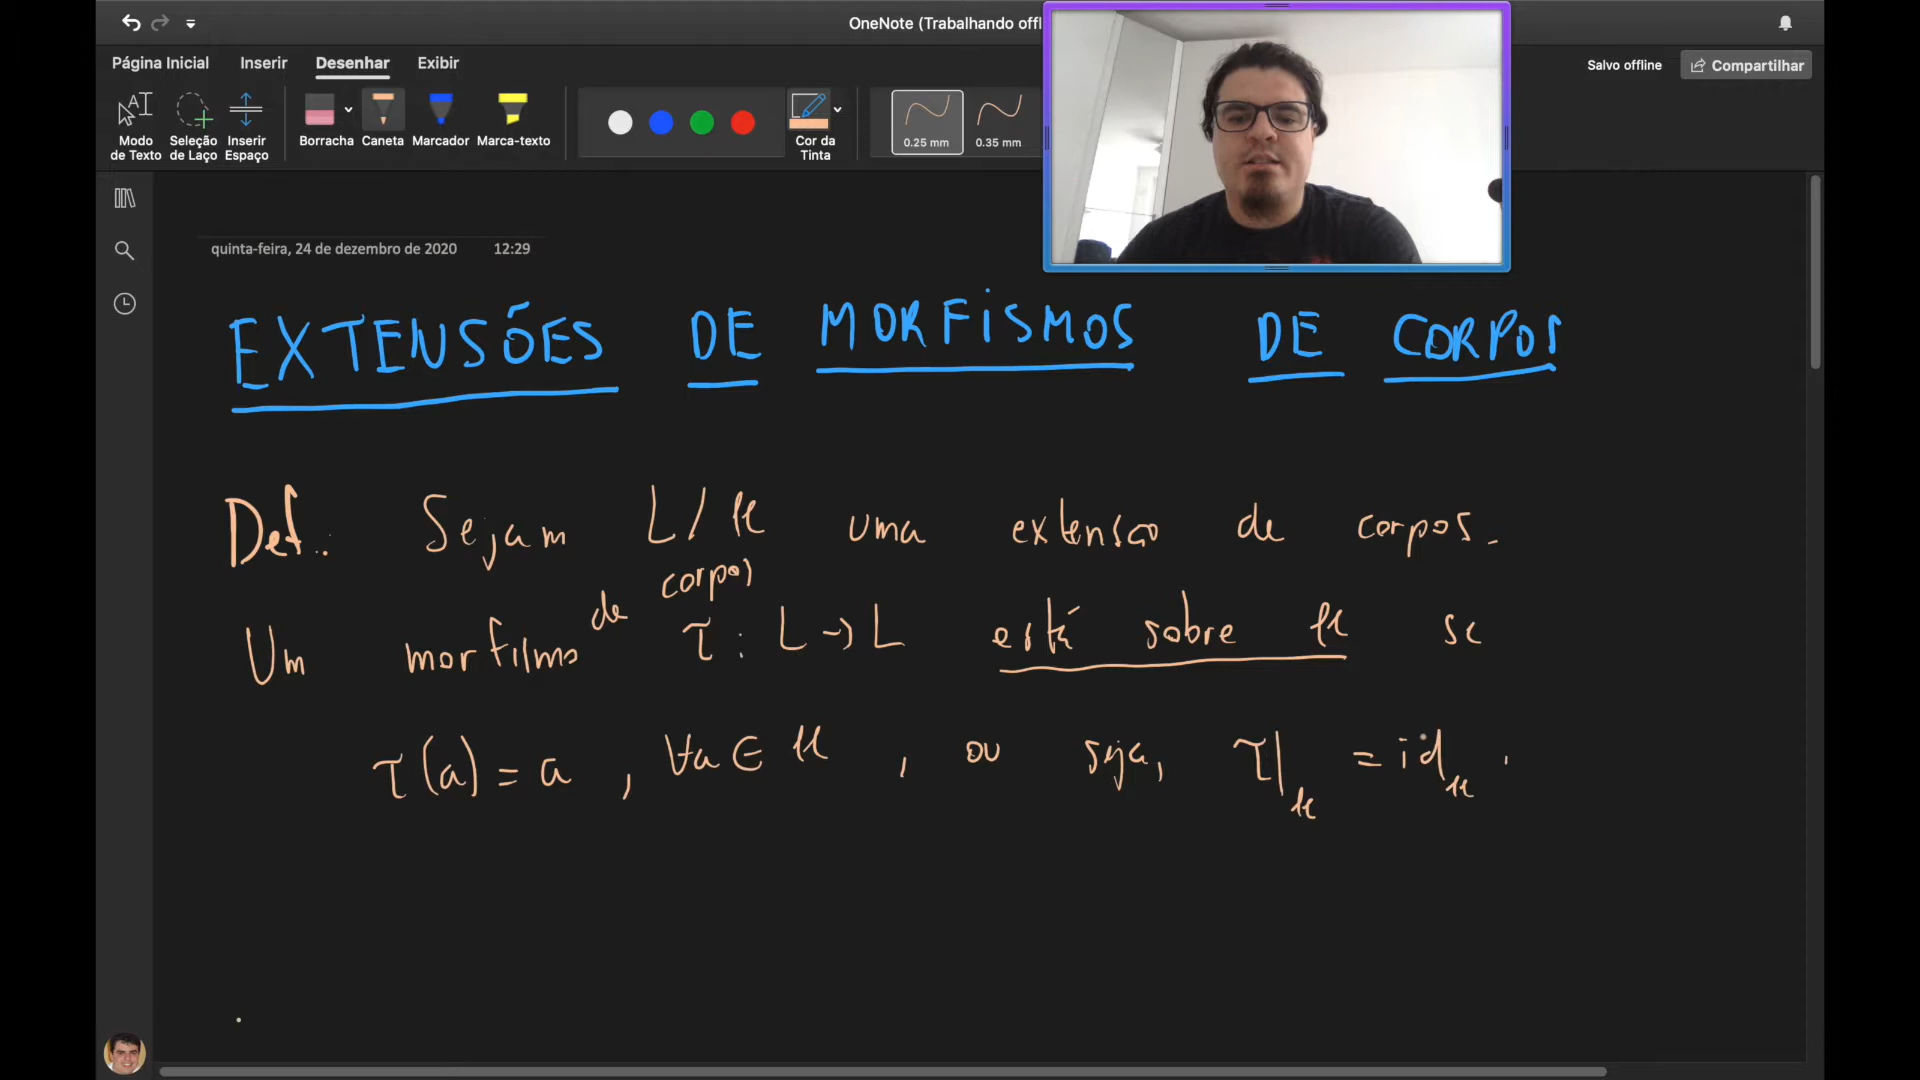 OneNote (Trabalhando offl
Página Inicial Inserir Desenhar Exibir
Salvo offline Compartilhar
Modo de Texto
Seleção de Laço
Inserir Espaço
Borracha Caneta Marcador Marca-texto
Cor da Tinta
0.25 mm 0.35 mm
quinta-feira, 24 de dezembro de 2020 12:29
EXTENSÕES DE MORFISMOS DE CORPOS
Def.: Sejam L/K uma extensao de corpos.
Um morfismo de corpos τ: L → L está sobre K se
τ(a) = a, ∀a ∈ K, ou seja, τ|_K = id_K.